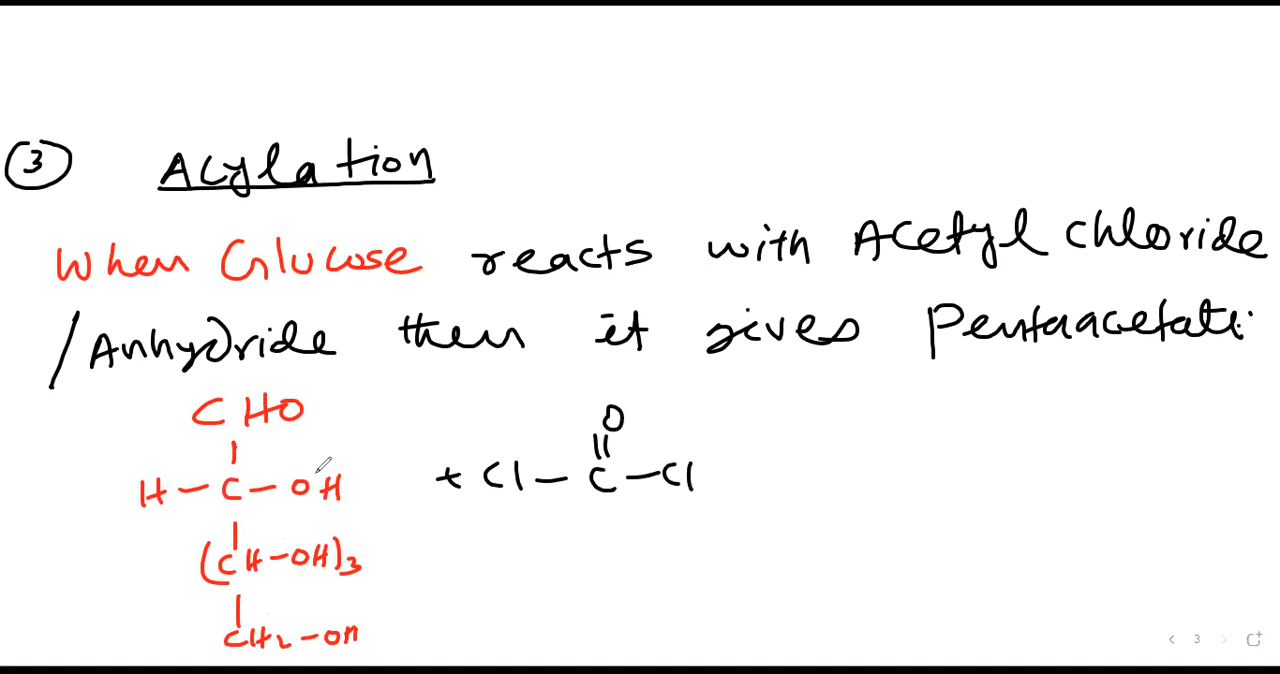 3 Acylation
When Glucose reacts with Acetyl chloride
/Anhydride then it gives Pentaacetate.
CHO
O
H - C - OH + Cl - C - Cl
(CH-OH)3
CH2-OH
< 3 >